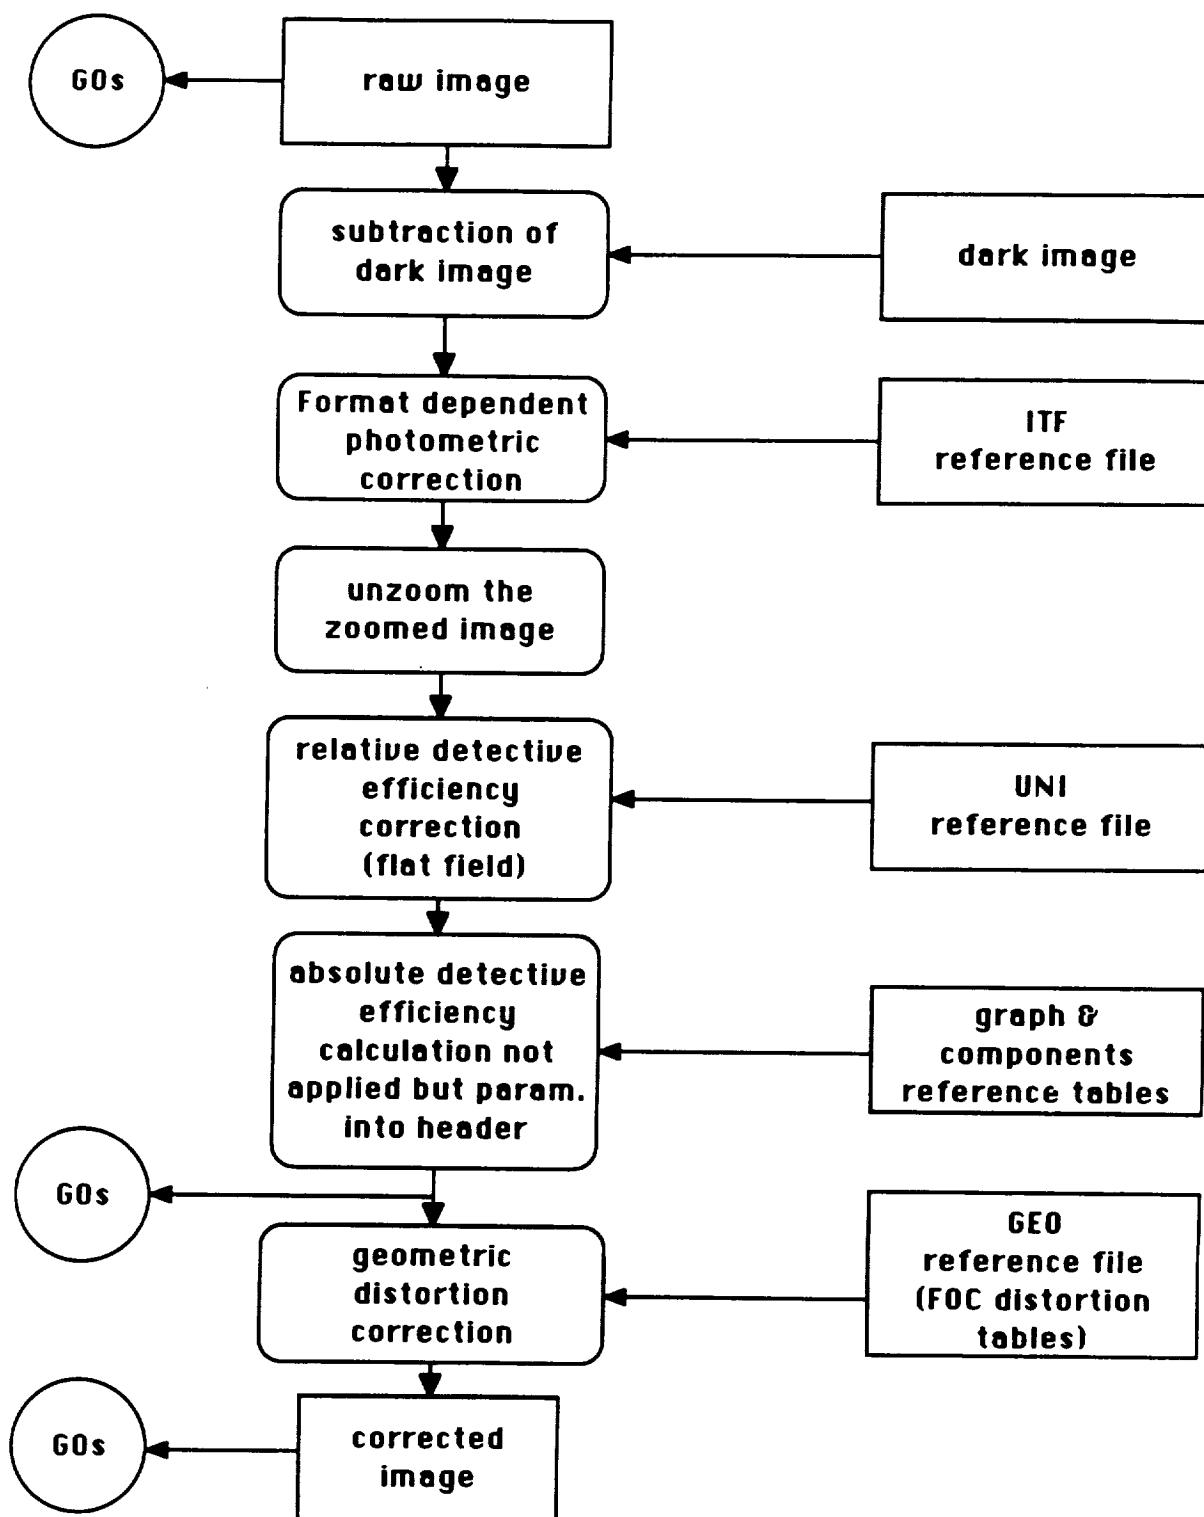 GOs
raw image
subtraction of
dark image
dark image
Format dependent
photometric
correction
ITF
reference file
unzoom the
zoomed image
relative detective
efficiency
correction
(flat field)
UNI
reference file
absolute detective
efficiency
calculation not
applied but param.
into header
graph &
components
reference tables
GOs
geometric
distortion
correction
GEO
reference file
(FOC distortion
tables)
GOs
corrected
image